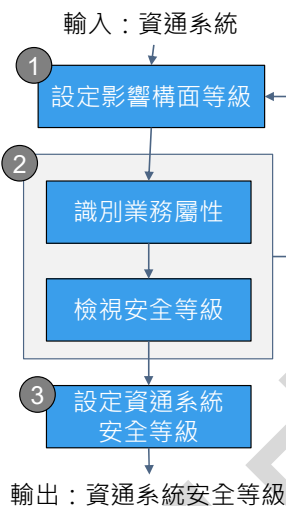 輸入：資通系統
1
設定影響構面等級
2
識別業務屬性
檢視安全等級
3
設定資通系統
安全等級
輸出：資通系統安全等級